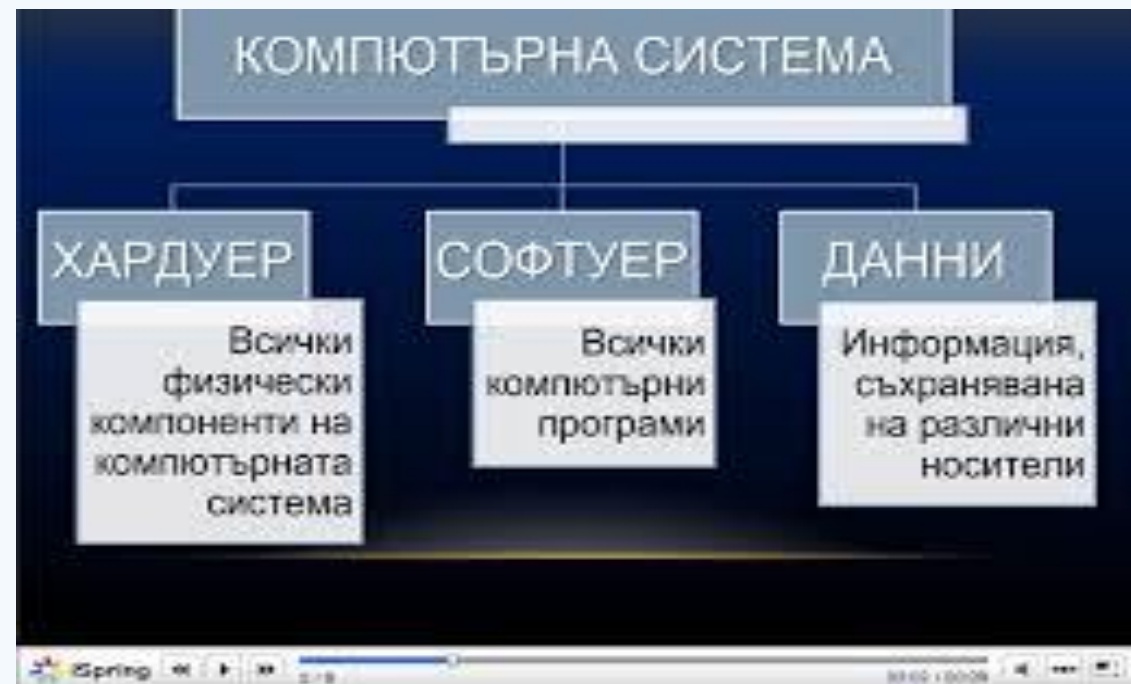 КОМПЮТЪРНА СИСТЕМА
ХАРДУЕР
Всички
физически
компоненти на
компютърната
система
СОФТУЕР
Всички
компютърни
програми
ДАННИ
Информация,
съхранявана
на различни
носители
iSpring